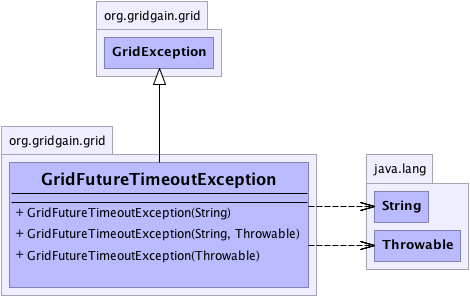 org.gridgain.grid
GridException
org.gridgain.grid
GridFutureTimeoutException
+ GridFutureTimeoutException(String)
+ GridFutureTimeoutException(String, Throwable)
+ GridFutureTimeoutException(Throwable)
java.lang
String
Throwable